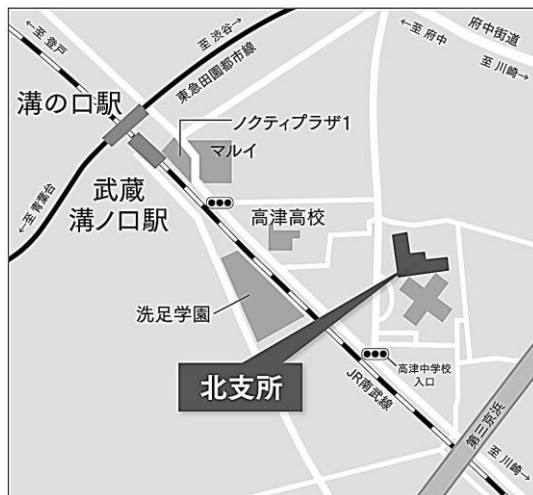 ←至 登戸
至 渋谷→
東急田園都市線
←至 府中
府中街道
至 川崎→
溝の口駅
ノクティプラザ1
マルイ
武蔵
溝ノ口駅
←至 青葉台
高津高校
洗足学園
北支所
高津中学校
入口
JR南武線
第三京浜
至 川崎→